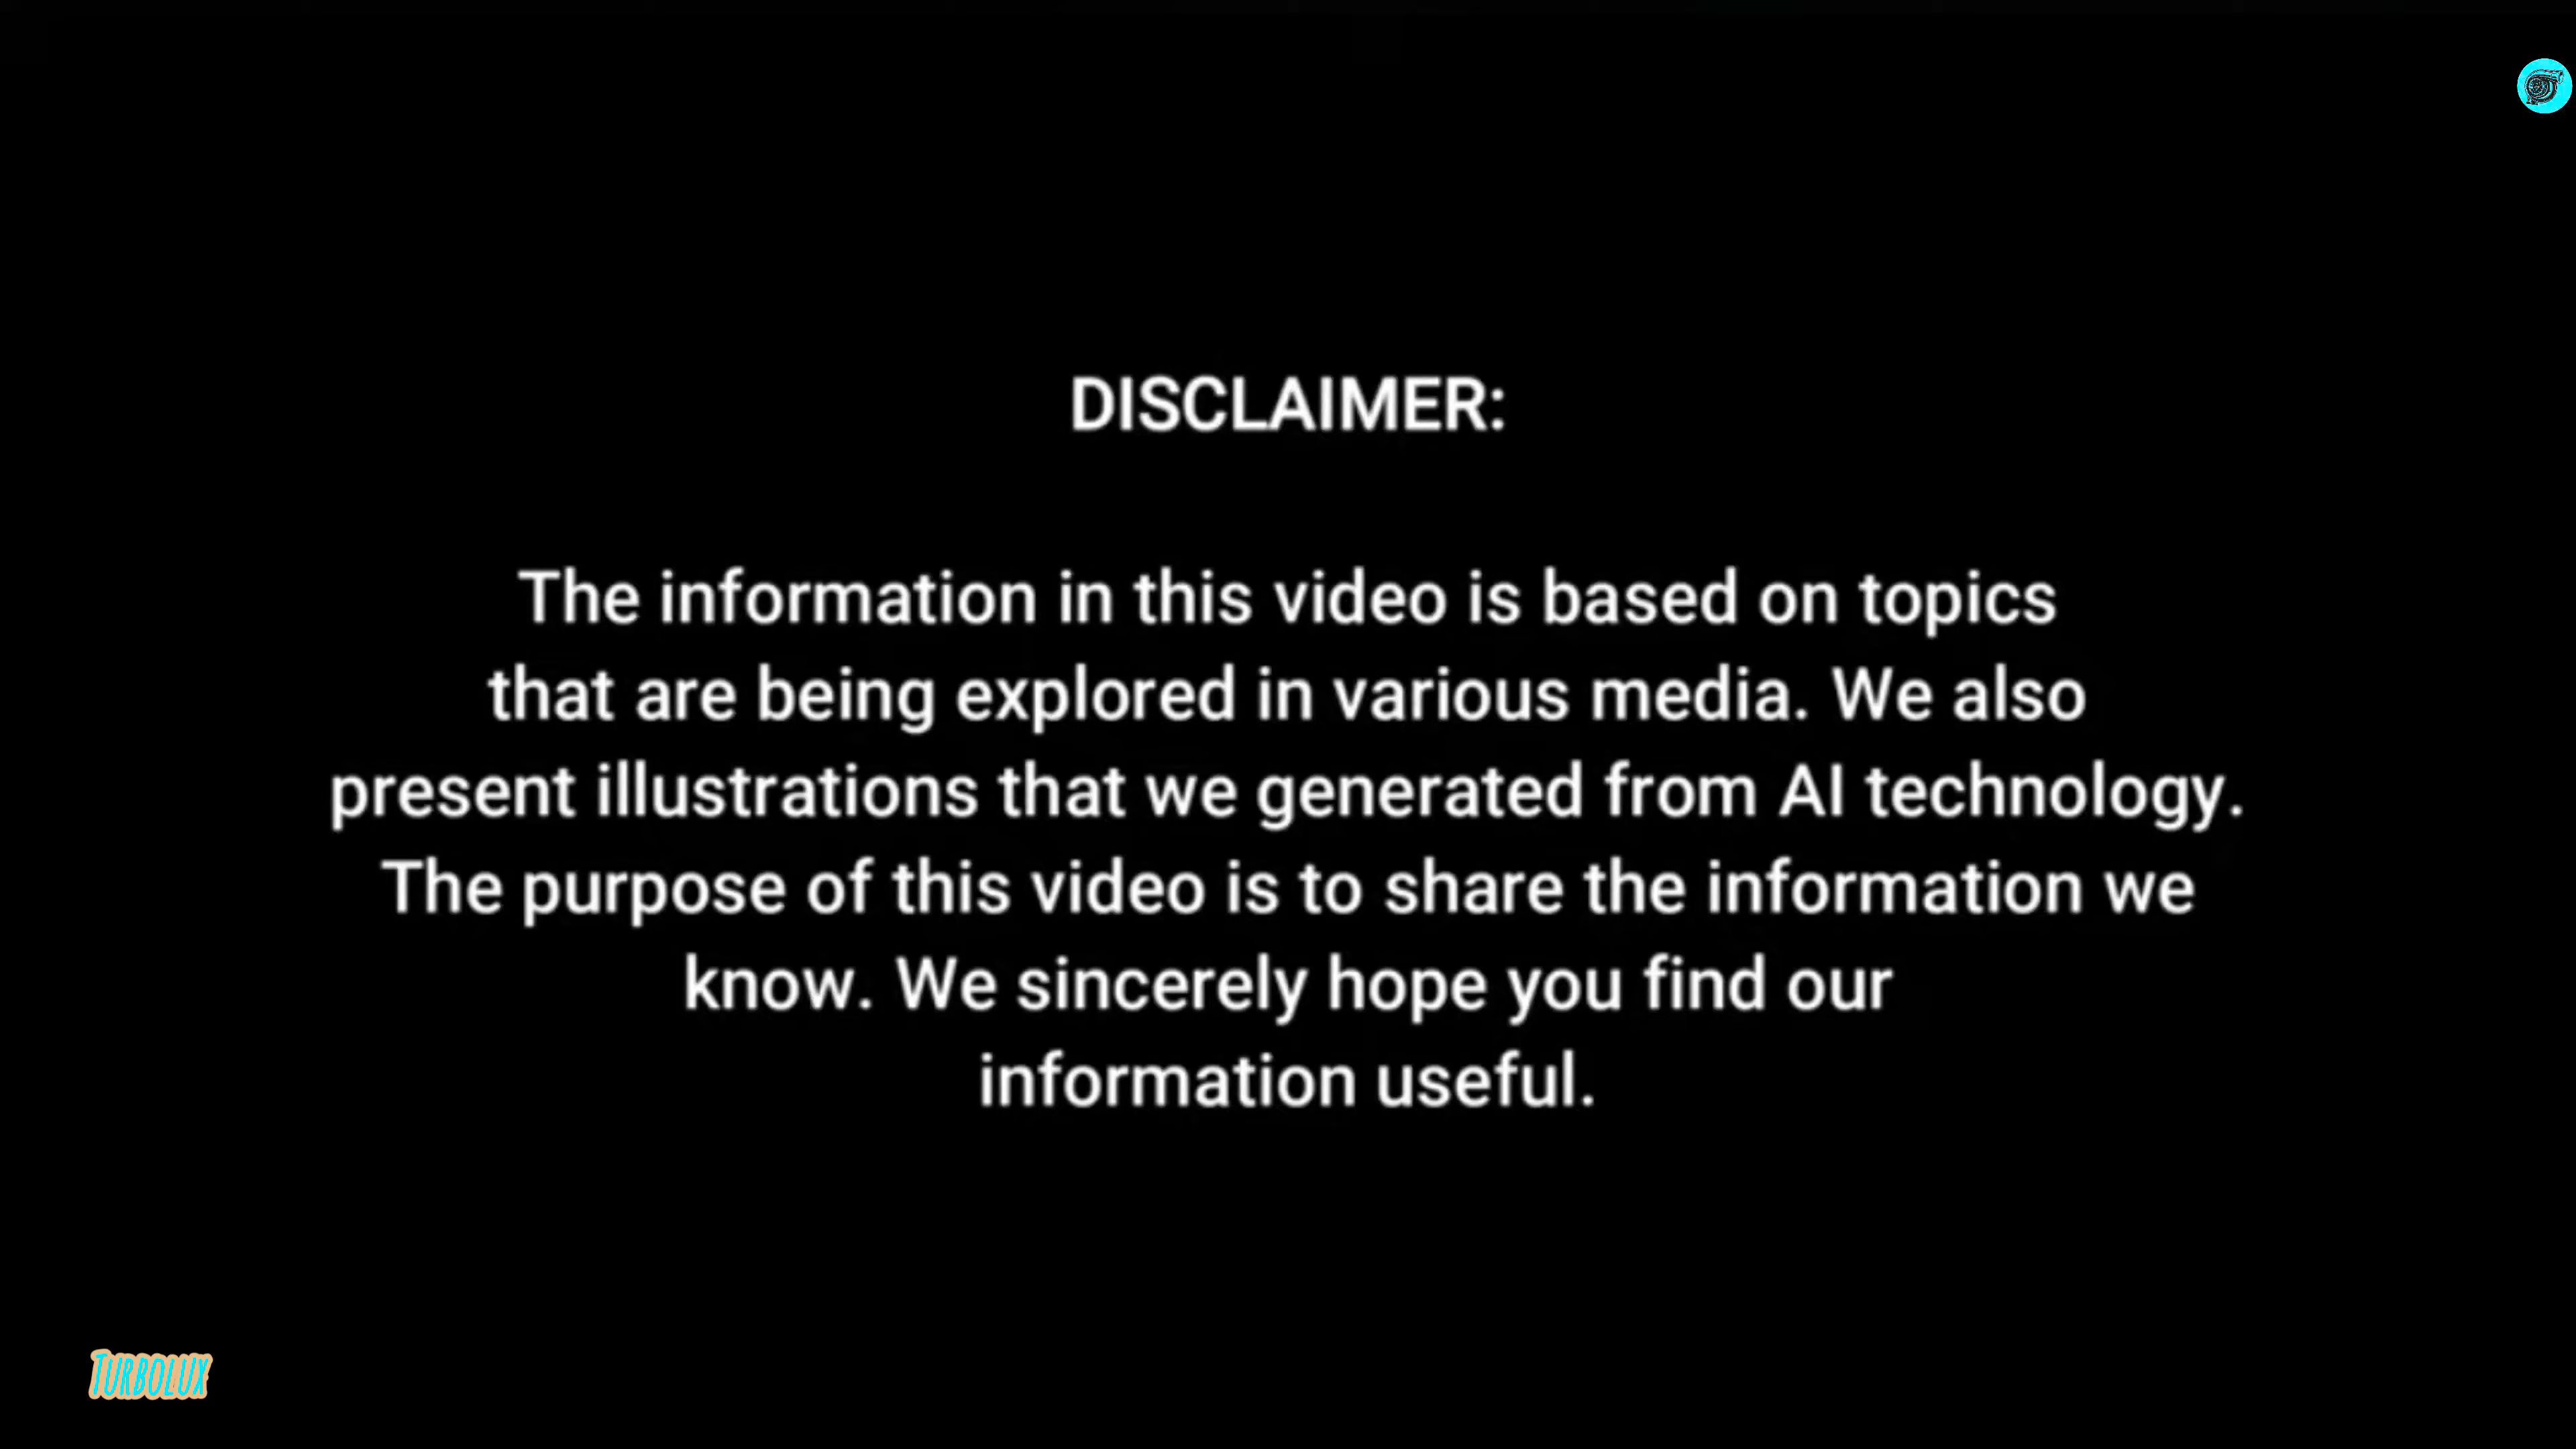 DISCLAIMER:
The information in this video is based on topics
that are being explored in various media. We also
present illustrations that we generated from AI technology.
The purpose of this video is to share the information we
know. We sincerely hope you find our
information useful.
TURBOLUX